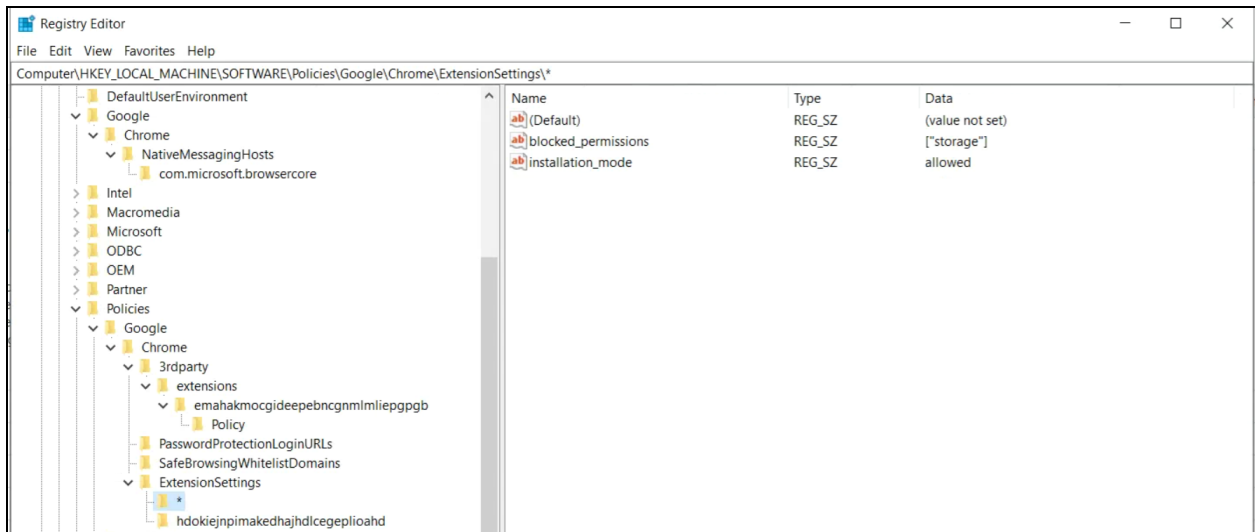 Registry Editor
File Edit View Favorites Help
Computer\HKEY_LOCAL_MACHINE\SOFTWARE\Policies\Google\Chrome\ExtensionSettings\*
DefaultUserEnvironment
Google
Chrome
NativeMessagingHosts
com.microsoft.browsercore
Intel
Macromedia
Microsoft
ODBC
OEM
Partner
Policies
Google
Chrome
3rdparty
extensions
emahakmocgideepebncgnmlmliepgpgb
Policy
PasswordProtectionLoginURLs
SafeBrowsingWhitelistDomains
ExtensionSettings
*
hdokiejnpimakedhajhdlcegeplioahd
Name Type Data
(Default) REG_SZ (value not set)
blocked_permissions REG_SZ ["storage"]
installation_mode REG_SZ allowed